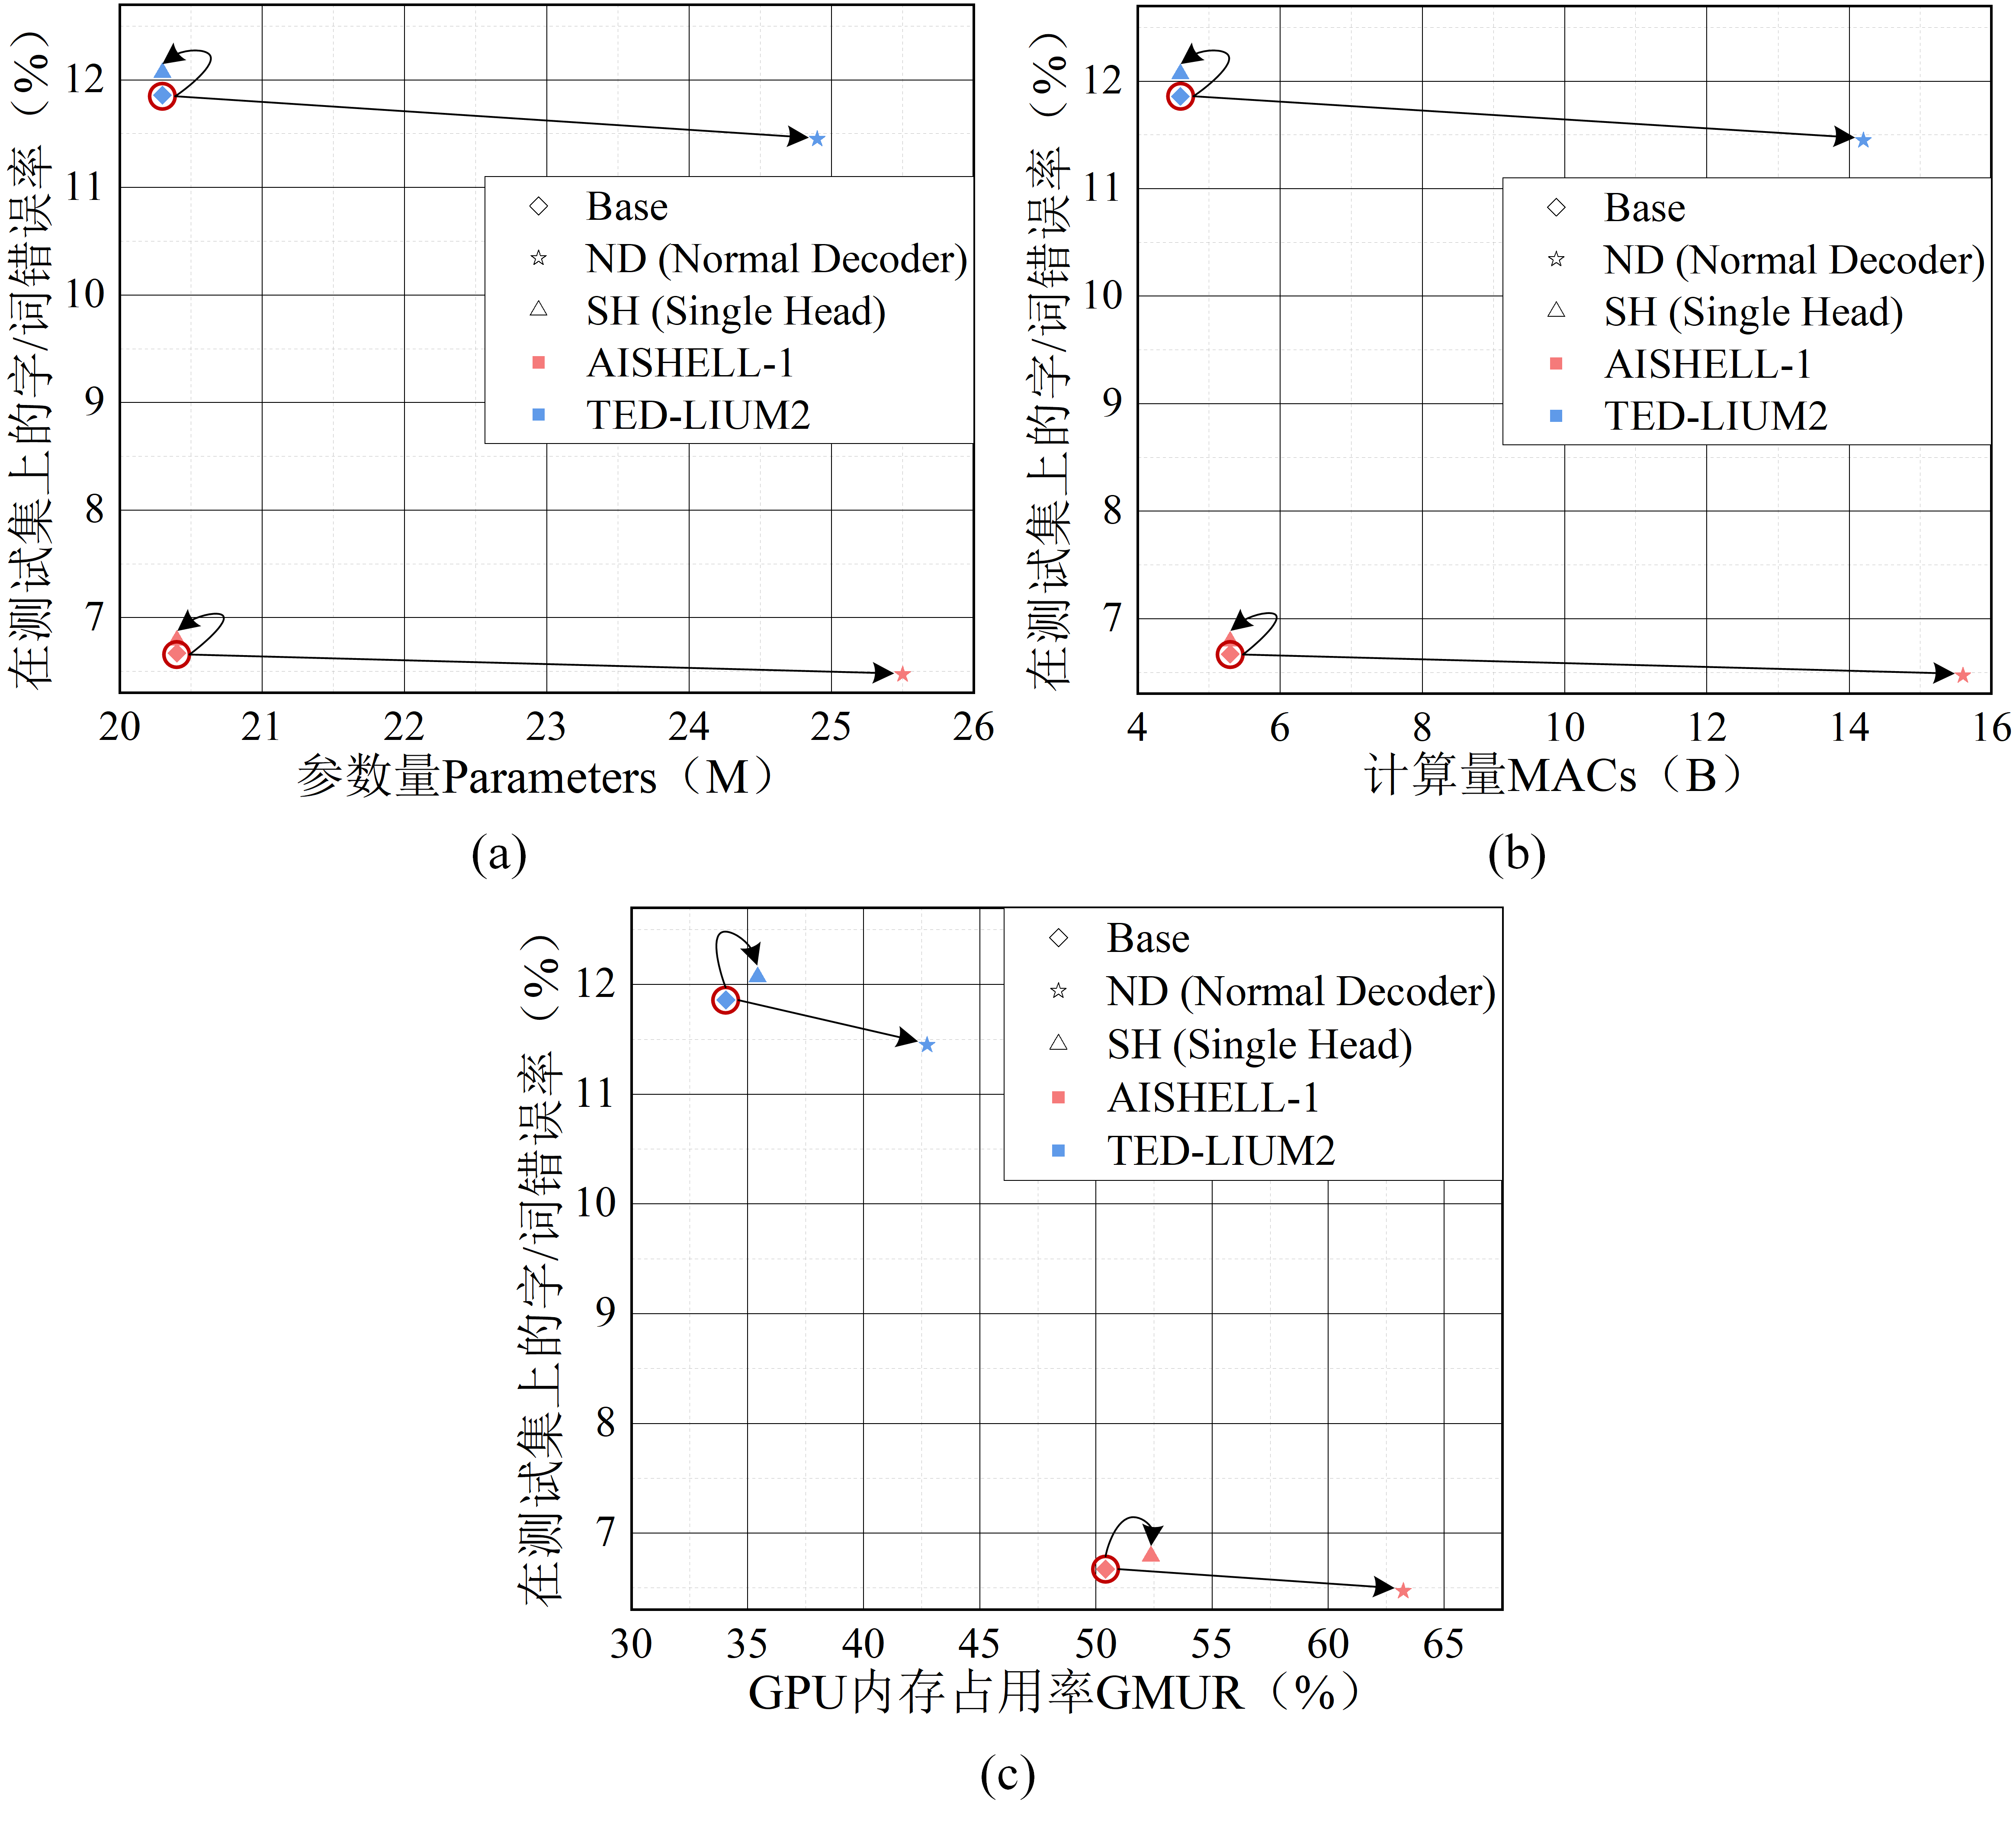 在测试集上的字/词错误率（%）
12
11
10
9
8
7
Base
ND (Normal Decoder)
SH (Single Head)
AISHELL-1
TED-LIUM2
20 21 22 23 24 25 26
参数量Parameters（M）
(a)
在测试集上的字/词错误率（%）
12
11
10
9
8
7
Base
ND (Normal Decoder)
SH (Single Head)
AISHELL-1
TED-LIUM2
4 6 8 10 12 14 16
计算量MACs（B）
(b)
在测试集上的字/词错误率（%）
12
11
10
9
8
7
Base
ND (Normal Decoder)
SH (Single Head)
AISHELL-1
TED-LIUM2
30 35 40 45 50 55 60 65
GPU内存占用率GMUR（%）
(c)